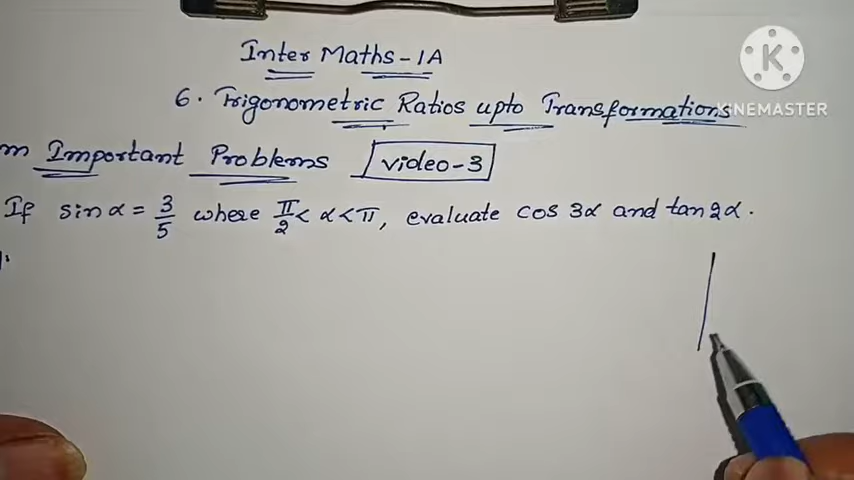 Inter Maths-1A
K
KINEMASTER
6. Trigonometric Ratios upto Transformations
m Important Problems video-3
If sin α = 3/5 where π/2 < α < π, evaluate cos 3α and tan 2α.